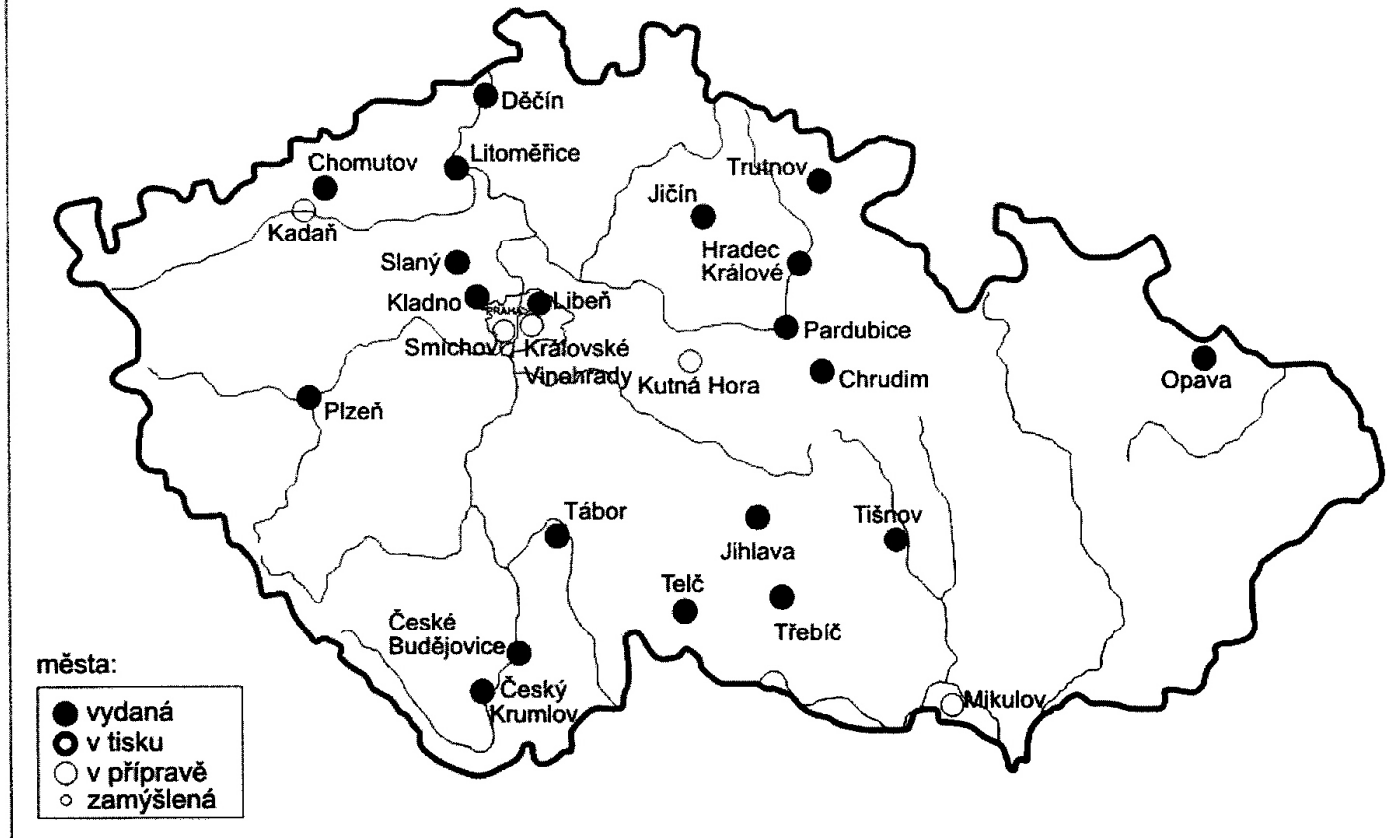 Děčín
Litoměřice
Chomutov
Kadaň
Trutnov
Jičín
Hradec
Králové
Slaný
Kladno
Libeň
PRAHA
Smíchov
Královské
Vinohrady
Kutná Hora
Pardubice
Chrudim
Opava
Plzeň
Tábor
Jihlava
Tišnov
Telč
Třebíč
České
Budějovice
Český
Krumlov
Mikulov
města:
vydaná
v tisku
v přípravě
zamýšlená